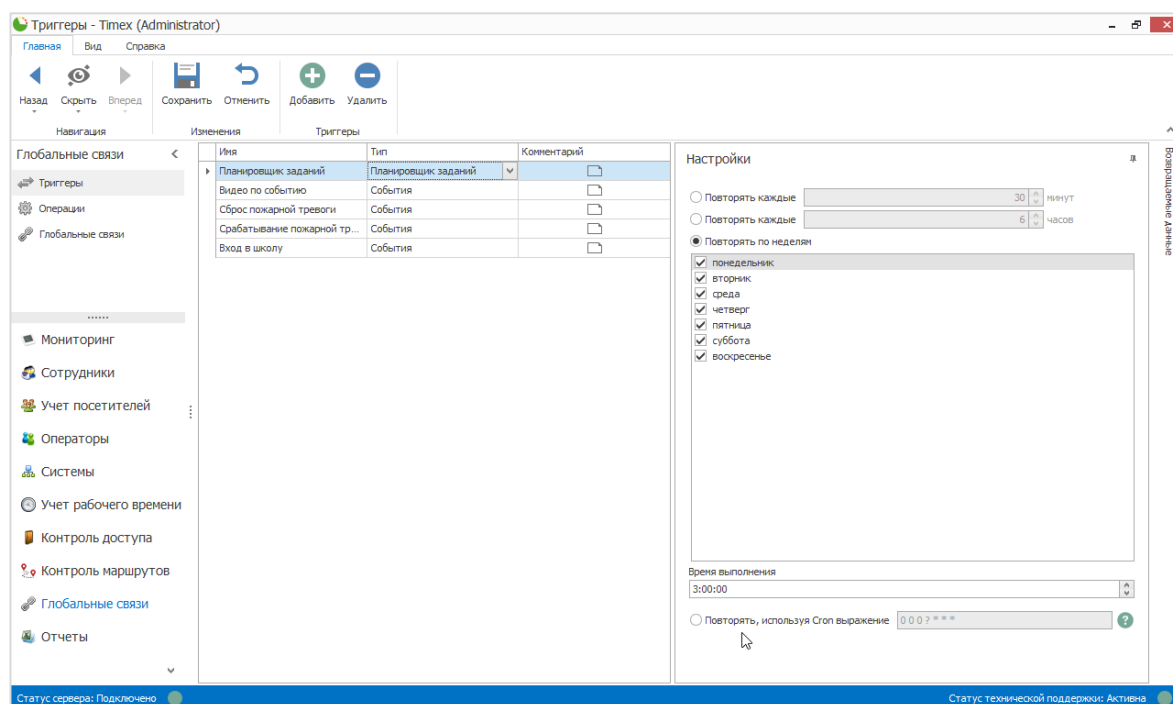 Триггеры - Timex (Administrator)
Главная Вид Справка
Назад Скрыть Вперед Сохранить Отменить Добавить Удалить
Навигация Изменения Триггеры
Глобальные связи
Триггеры
Операции
Глобальные связи
Мониторинг
Сотрудники
Учет посетителей
Операторы
Системы
Учет рабочего времени
Контроль доступа
Контроль маршрутов
Глобальные связи
Отчеты
Имя Тип Комментарий
Планировщик заданий Планировщик заданий
Видео по событию События
Сброс пожарной тревоги События
Срабатывание пожарной тр... События
Вход в школу События
Настройки
Повторять каждые 30 минут
Повторять каждые 6 часов
Повторять по неделям
понедельник
вторник
среда
четверг
пятница
суббота
воскресенье
Время выполнения
3:00:00
Повторять, используя Cron выражение 0 0 0 ? * * *
Возвращаемые данные
Статус сервера: Подключено Статус технической поддержки: Активна